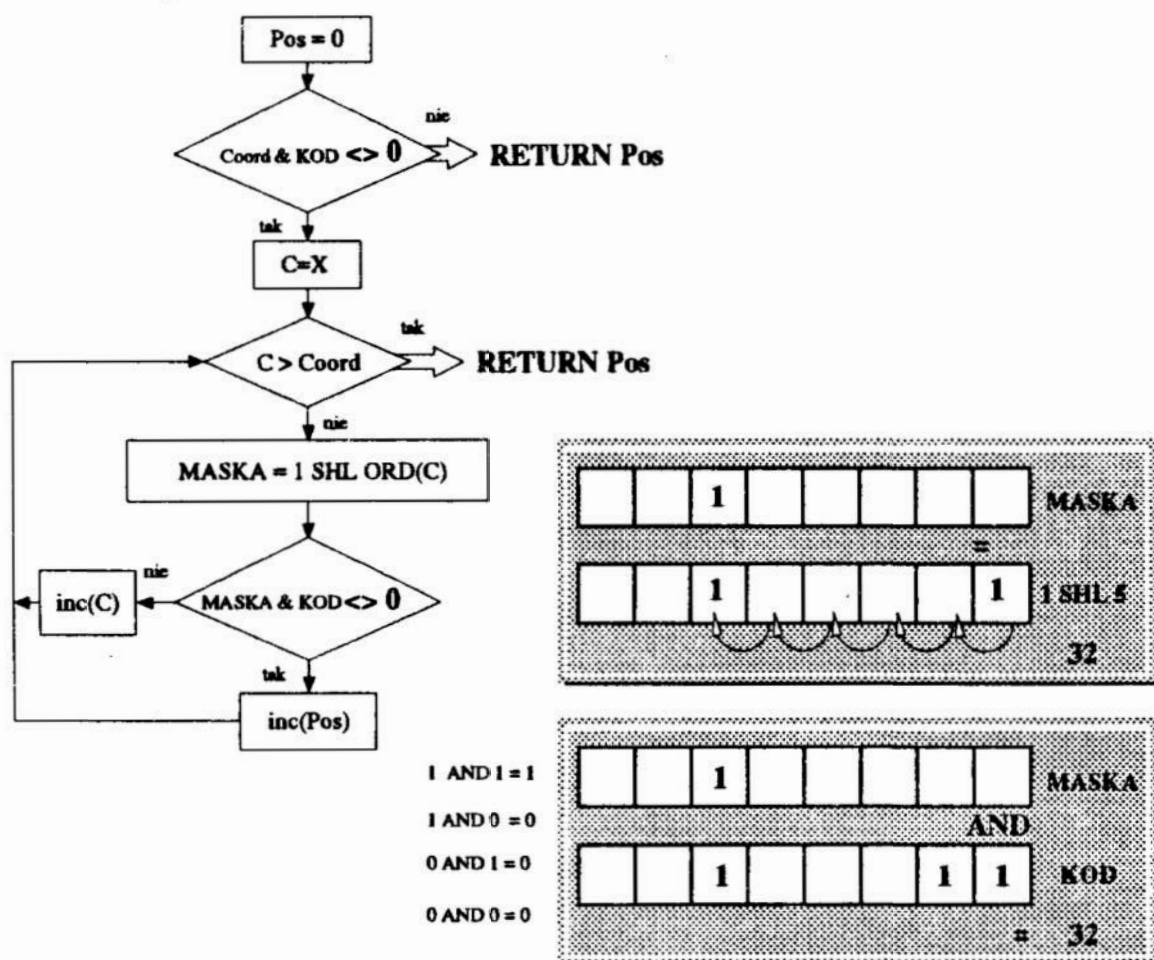 Pos = 0
nie
Coord & KOD <> 0
RETURN Pos
tak
C=X
tak
C > Coord
RETURN Pos
nie
MASKA = 1 SHL ORD(C)
nie
inc(C)
MASKA & KOD <> 0
tak
inc(Pos)
1
MASKA
=
1 1
1 SHL 5
32
1 AND 1 = 1
1 AND 0 = 0
0 AND 1 = 0
0 AND 0 = 0
1
MASKA
AND
1 1 1
KOD
= 32